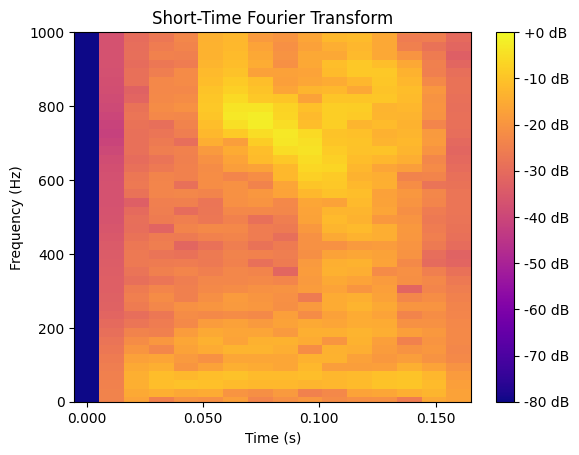 Short-Time Fourier Transform
1000
800
600
400
200
0
Frequency (Hz)
0.000
0.050
0.100
0.150
Time (s)
+0 dB
-10 dB
-20 dB
-30 dB
-40 dB
-50 dB
-60 dB
-70 dB
-80 dB